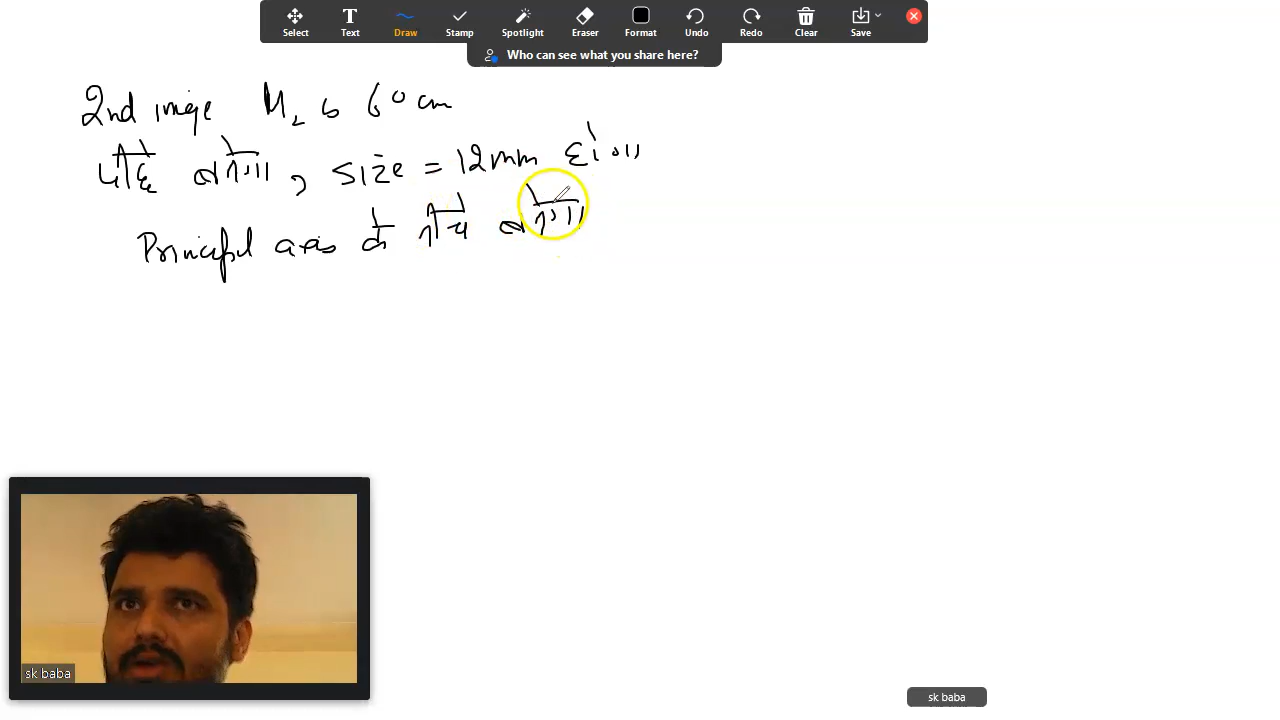 Select Text Draw Stamp Spotlight Eraser Format Undo Redo Clear Save
Who can see what you share here?
2nd image M2 से 60 cm
पीछे बनेगा, size = 12mm होगा
Principal axis के नीचे बनेगा
sk baba
sk baba